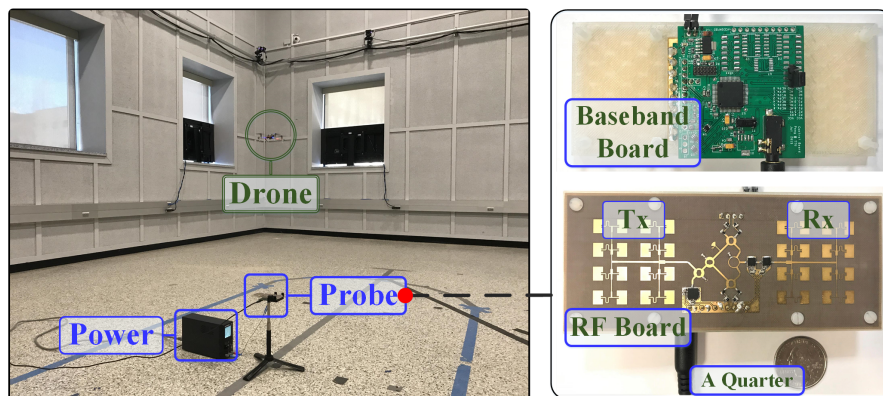 Drone
Probe
Power
Baseband
Board
Tx
Rx
RF Board
A Quarter